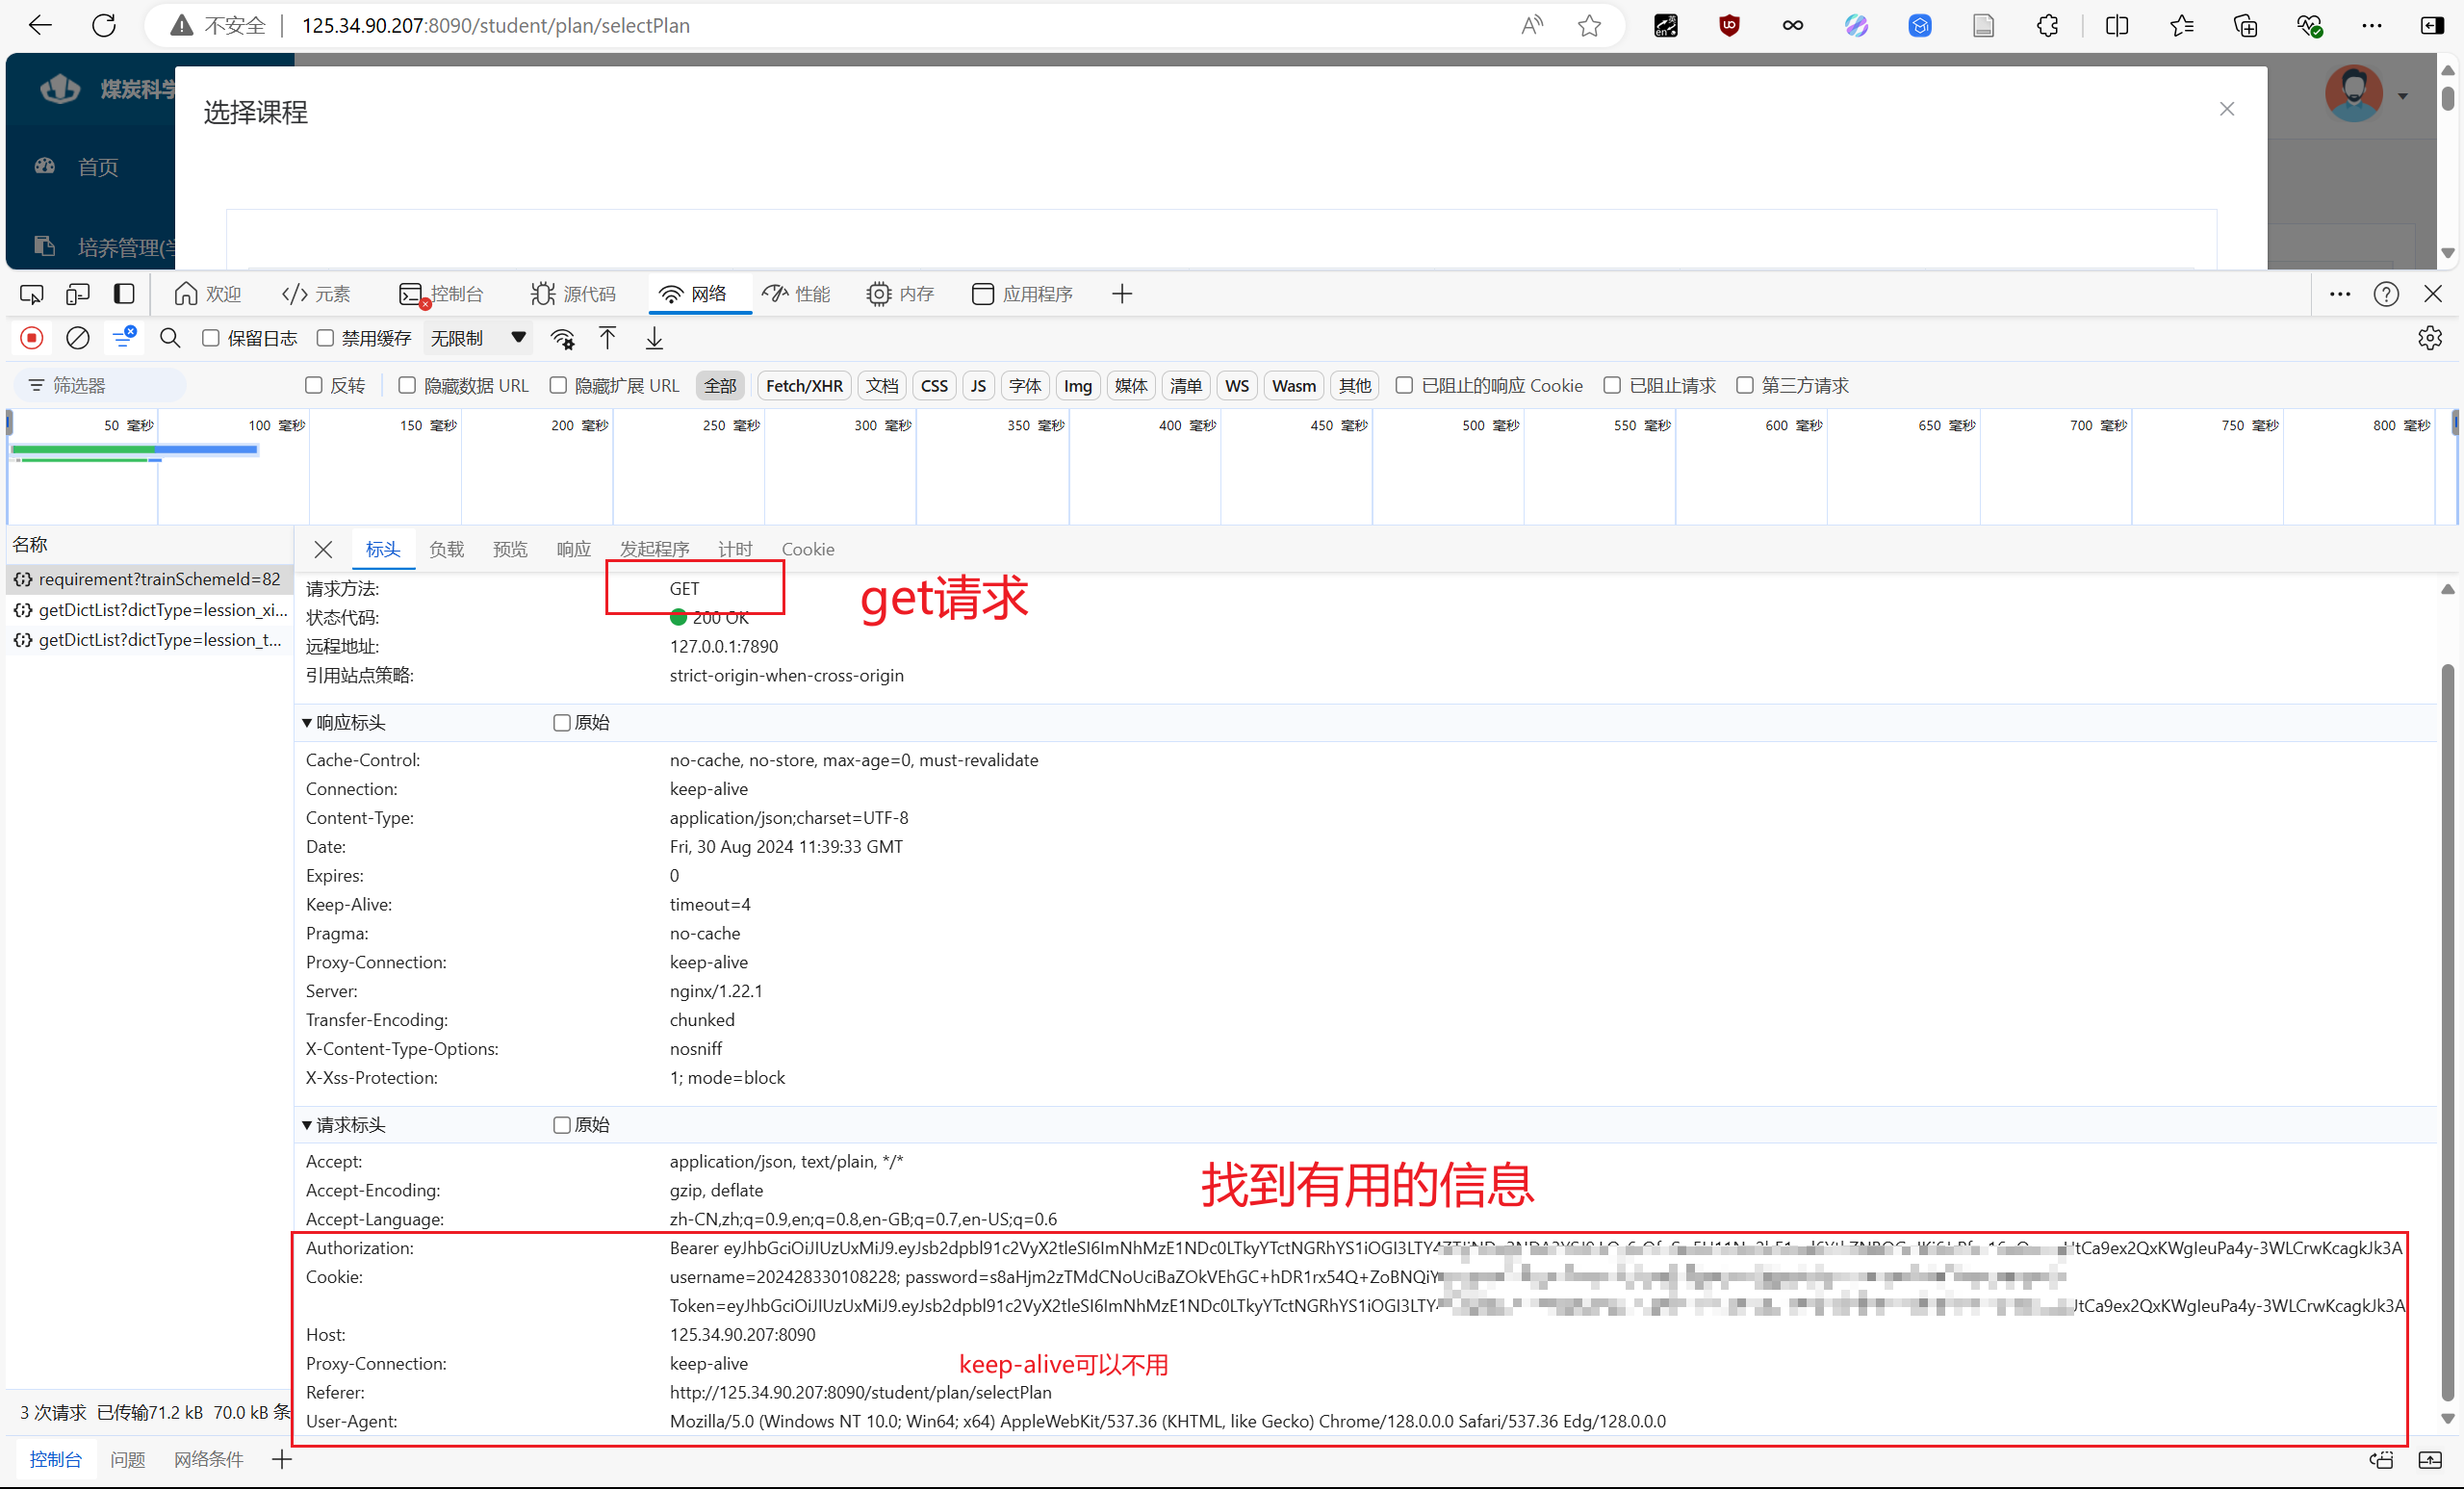 不安全 125.34.90.207:8090/student/plan/selectPlan
煤炭科学
选择课程
首页
培养管理(学
欢迎 元素 控制台 源代码 网络 性能 内存 应用程序
保留日志 禁用缓存 无限制
筛选器 反转 隐藏数据 URL 隐藏扩展 URL 全部 Fetch/XHR 文档 CSS JS 字体 Img 媒体 清单 WS Wasm 其他 已阻止的响应 Cookie 已阻止请求 第三方请求
50 毫秒 100 毫秒 150 毫秒 200 毫秒 250 毫秒 300 毫秒 350 毫秒 400 毫秒 450 毫秒 500 毫秒 550 毫秒 600 毫秒 650 毫秒 700 毫秒 750 毫秒 800 毫秒
名称 标头 负载 预览 响应 发起程序 计时 Cookie
requirement?trainSchemeId=82
getDictList?dictType=lession_xi...
getDictList?dictType=lession_t...
请求方法: GET
get请求
状态代码: 200 OK
远程地址: 127.0.0.1:7890
引用站点策略: strict-origin-when-cross-origin
响应标头 原始
Cache-Control: no-cache, no-store, max-age=0, must-revalidate
Connection: keep-alive
Content-Type: application/json;charset=UTF-8
Date: Fri, 30 Aug 2024 11:39:33 GMT
Expires: 0
Keep-Alive: timeout=4
Pragma: no-cache
Proxy-Connection: keep-alive
Server: nginx/1.22.1
Transfer-Encoding: chunked
X-Content-Type-Options: nosniff
X-Xss-Protection: 1; mode=block
请求标头 原始
Accept: application/json, text/plain, */*
找到有用的信息
Accept-Encoding: gzip, deflate
Accept-Language: zh-CN,zh;q=0.9,en;q=0.8,en-GB;q=0.7,en-US;q=0.6
Authorization: Bearer
Cookie: username=202428330108228;
Host: 125.34.90.207:8090
Proxy-Connection: keep-alive
keep-alive可以不用
Referer: http://125.34.90.207:8090/student/plan/selectPlan
User-Agent: Mozilla/5.0 (Windows NT 10.0; Win64; x64) AppleWebKit/537.36 (KHTML, like Gecko) Chrome/128.0.0.0 Safari/537.36 Edg/128.0.0.0
3 次请求 已传输71.2 kB 70.0 kB 条
控制台 问题 网络条件